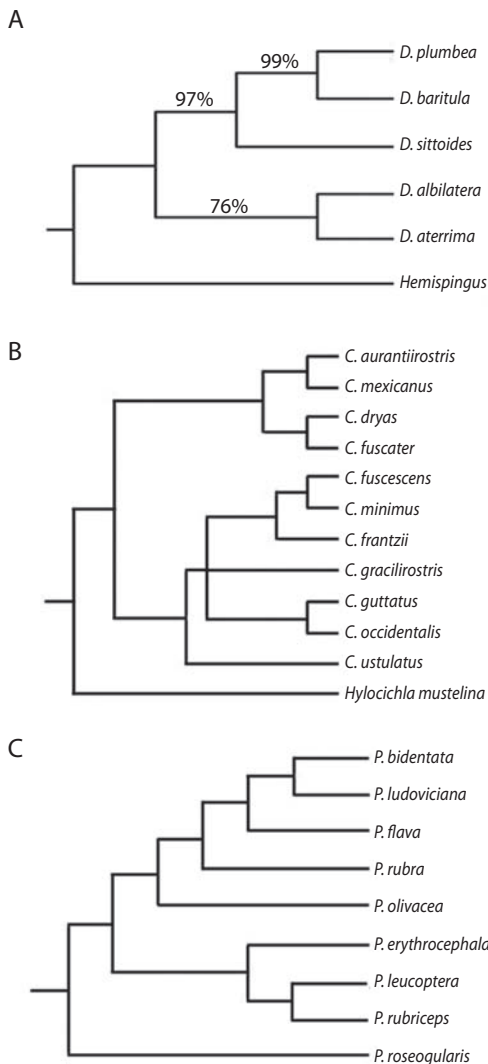 A
99%
D. plumbea
97%
D. baritula
D. sittoides
D. albilatera
76%
D. aterrima
Hemispingus
B
C. aurantiirostris
C. mexicanus
C. dryas
C. fuscater
C. fuscescens
C. minimus
C. frantzii
C. gracilirostris
C. guttatus
C. occidentalis
C. ustulatus
Hylocichla mustelina
C
P. bidentata
P. ludoviciana
P. flava
P. rubra
P. olivacea
P. erythrocephala
P. leucoptera
P. rubriceps
P. roseogularis